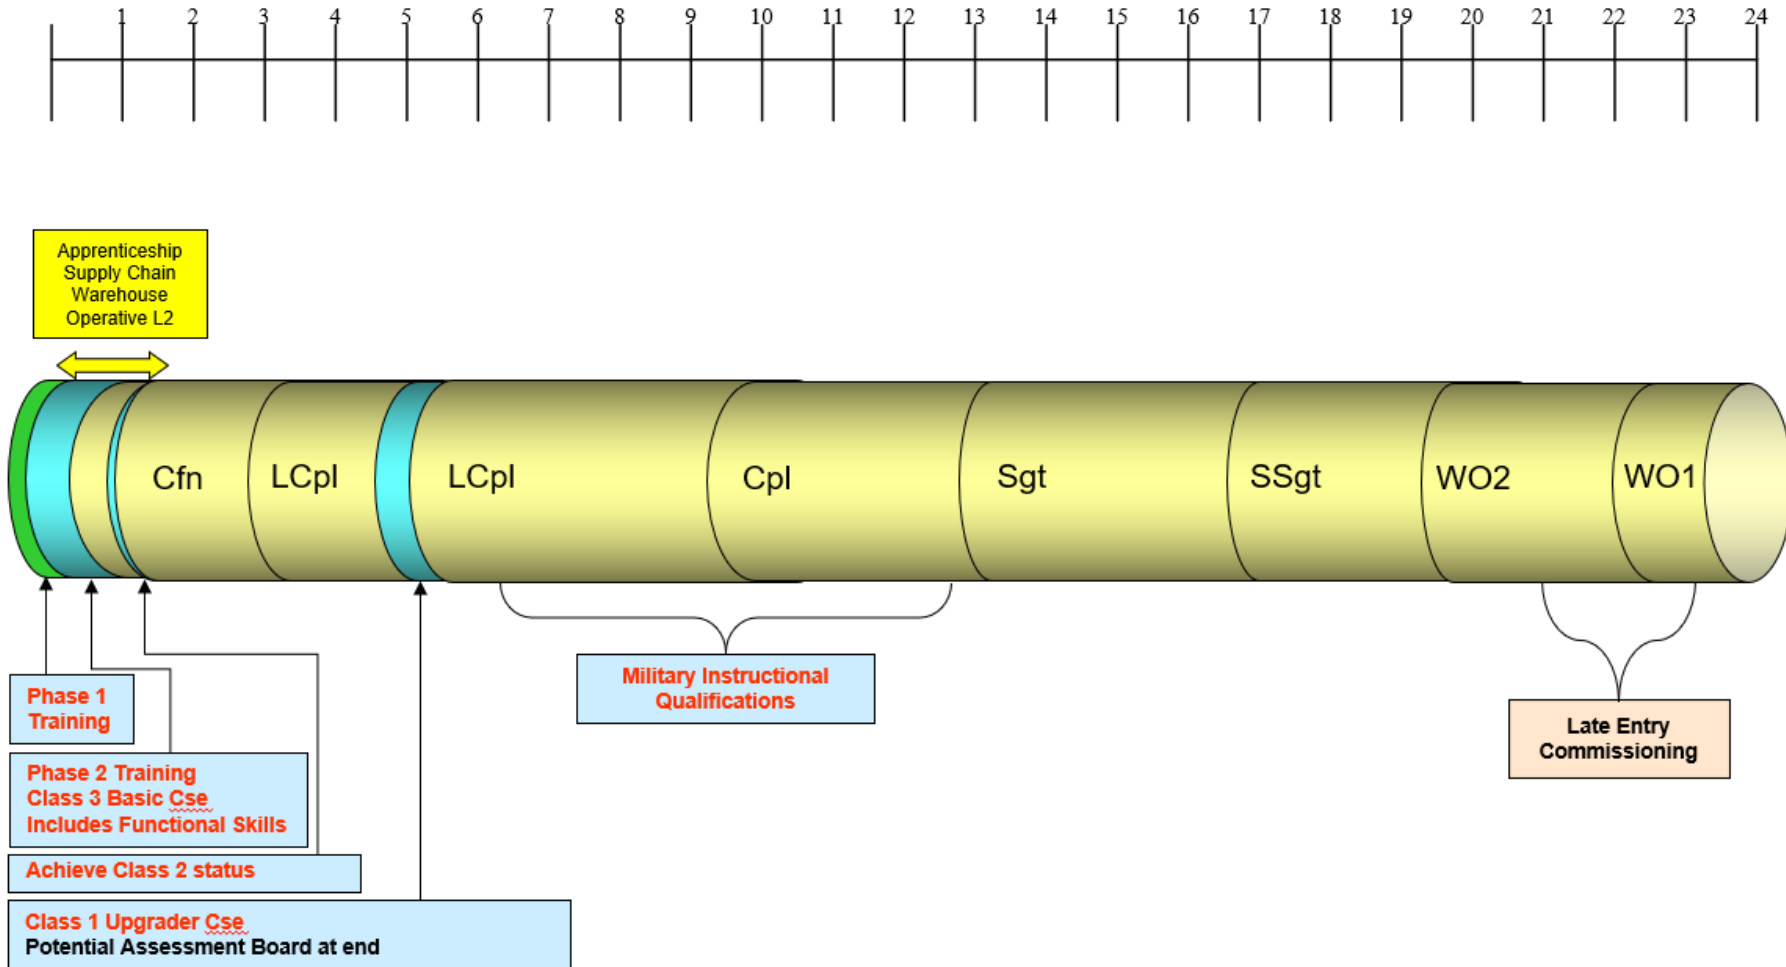 1 2 3 4 5 6 7 8 9 10 11 12 13 14 15 16 17 18 19 20 21 22 23 24
Apprenticeship
Supply Chain
Warehouse
Operative L2
Cfn LCpl LCpl Cpl Sgt SSgt WO2 WO1
Phase 1
Training
Phase 2 Training
Class 3 Basic Cse
Includes Functional Skills
Achieve Class 2 status
Class 1 Upgrader Cse
Potential Assessment Board at end
Military Instructional
Qualifications
Late Entry
Commissioning